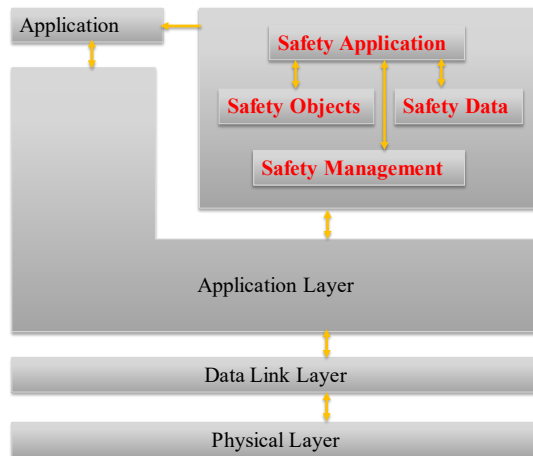 Application
Safety Application
Safety Objects
Safety Data
Safety Management
Application Layer
Data Link Layer
Physical Layer